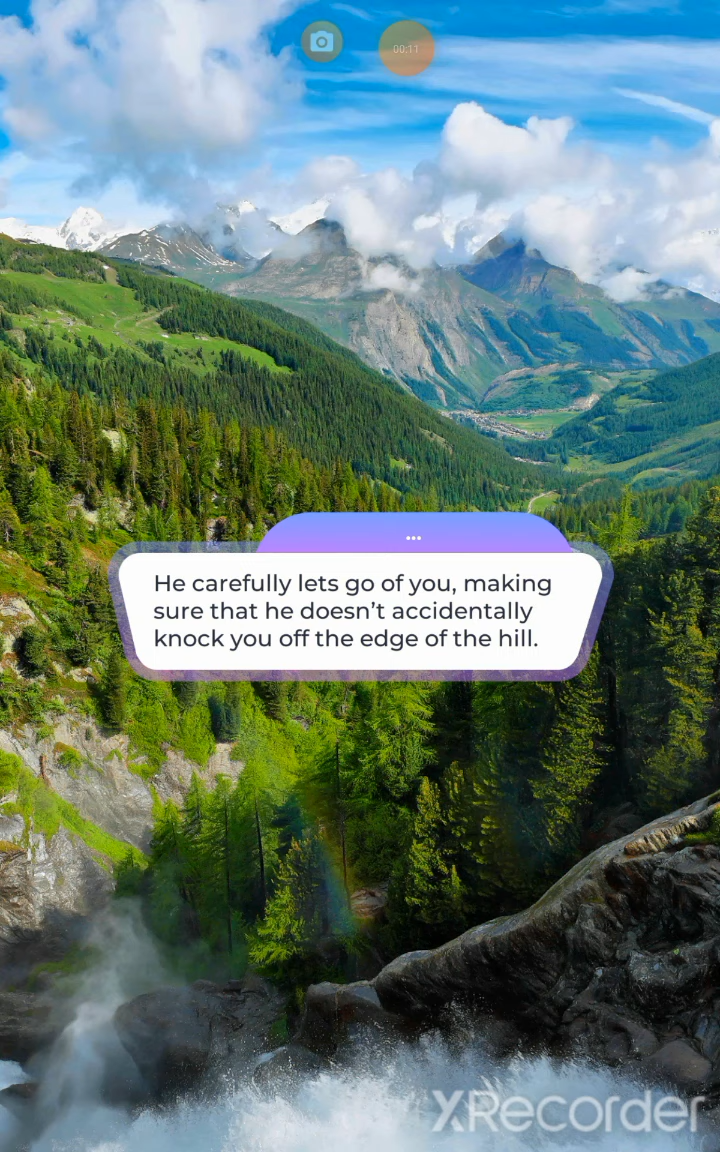 00:11
...
He carefully lets go of you, making
sure that he doesn’t accidentally
knock you off the edge of the hill.
XRecorder